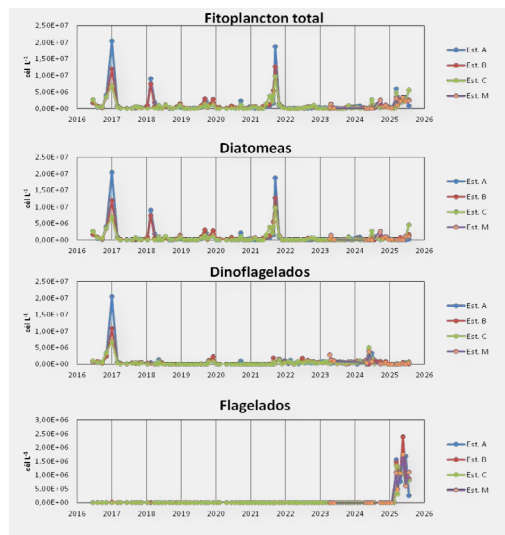 Fitoplancton total
2,50E+07
2,00E+07
1,50E+07
1,00E+07
5,00E+06
0,00E+00
cél L-1
2016 2017 2018 2019 2020 2021 2022 2023 2024 2025 2026
Est. A
Est. B
Est. C
Est. M
Diatomeas
2,50E+07
2,00E+07
1,50E+07
1,00E+07
5,00E+06
0,00E+00
cél L-1
2016 2017 2018 2019 2020 2021 2022 2023 2024 2025 2026
Est. A
Est. B
Est. C
Est. M
Dinoflagelados
2,50E+07
2,00E+07
1,50E+07
1,00E+07
5,00E+06
0,00E+00
cél L-1
2016 2017 2018 2019 2020 2021 2022 2023 2024 2025 2026
Est. A
Est. B
Est. C
Est. M
Flagelados
3,00E+06
2,50E+06
2,00E+06
1,50E+06
1,00E+06
5,00E+05
0,00E+00
cél L-1
2016 2017 2018 2019 2020 2021 2022 2023 2024 2025 2026
Est. A
Est. B
Est. C
Est. M